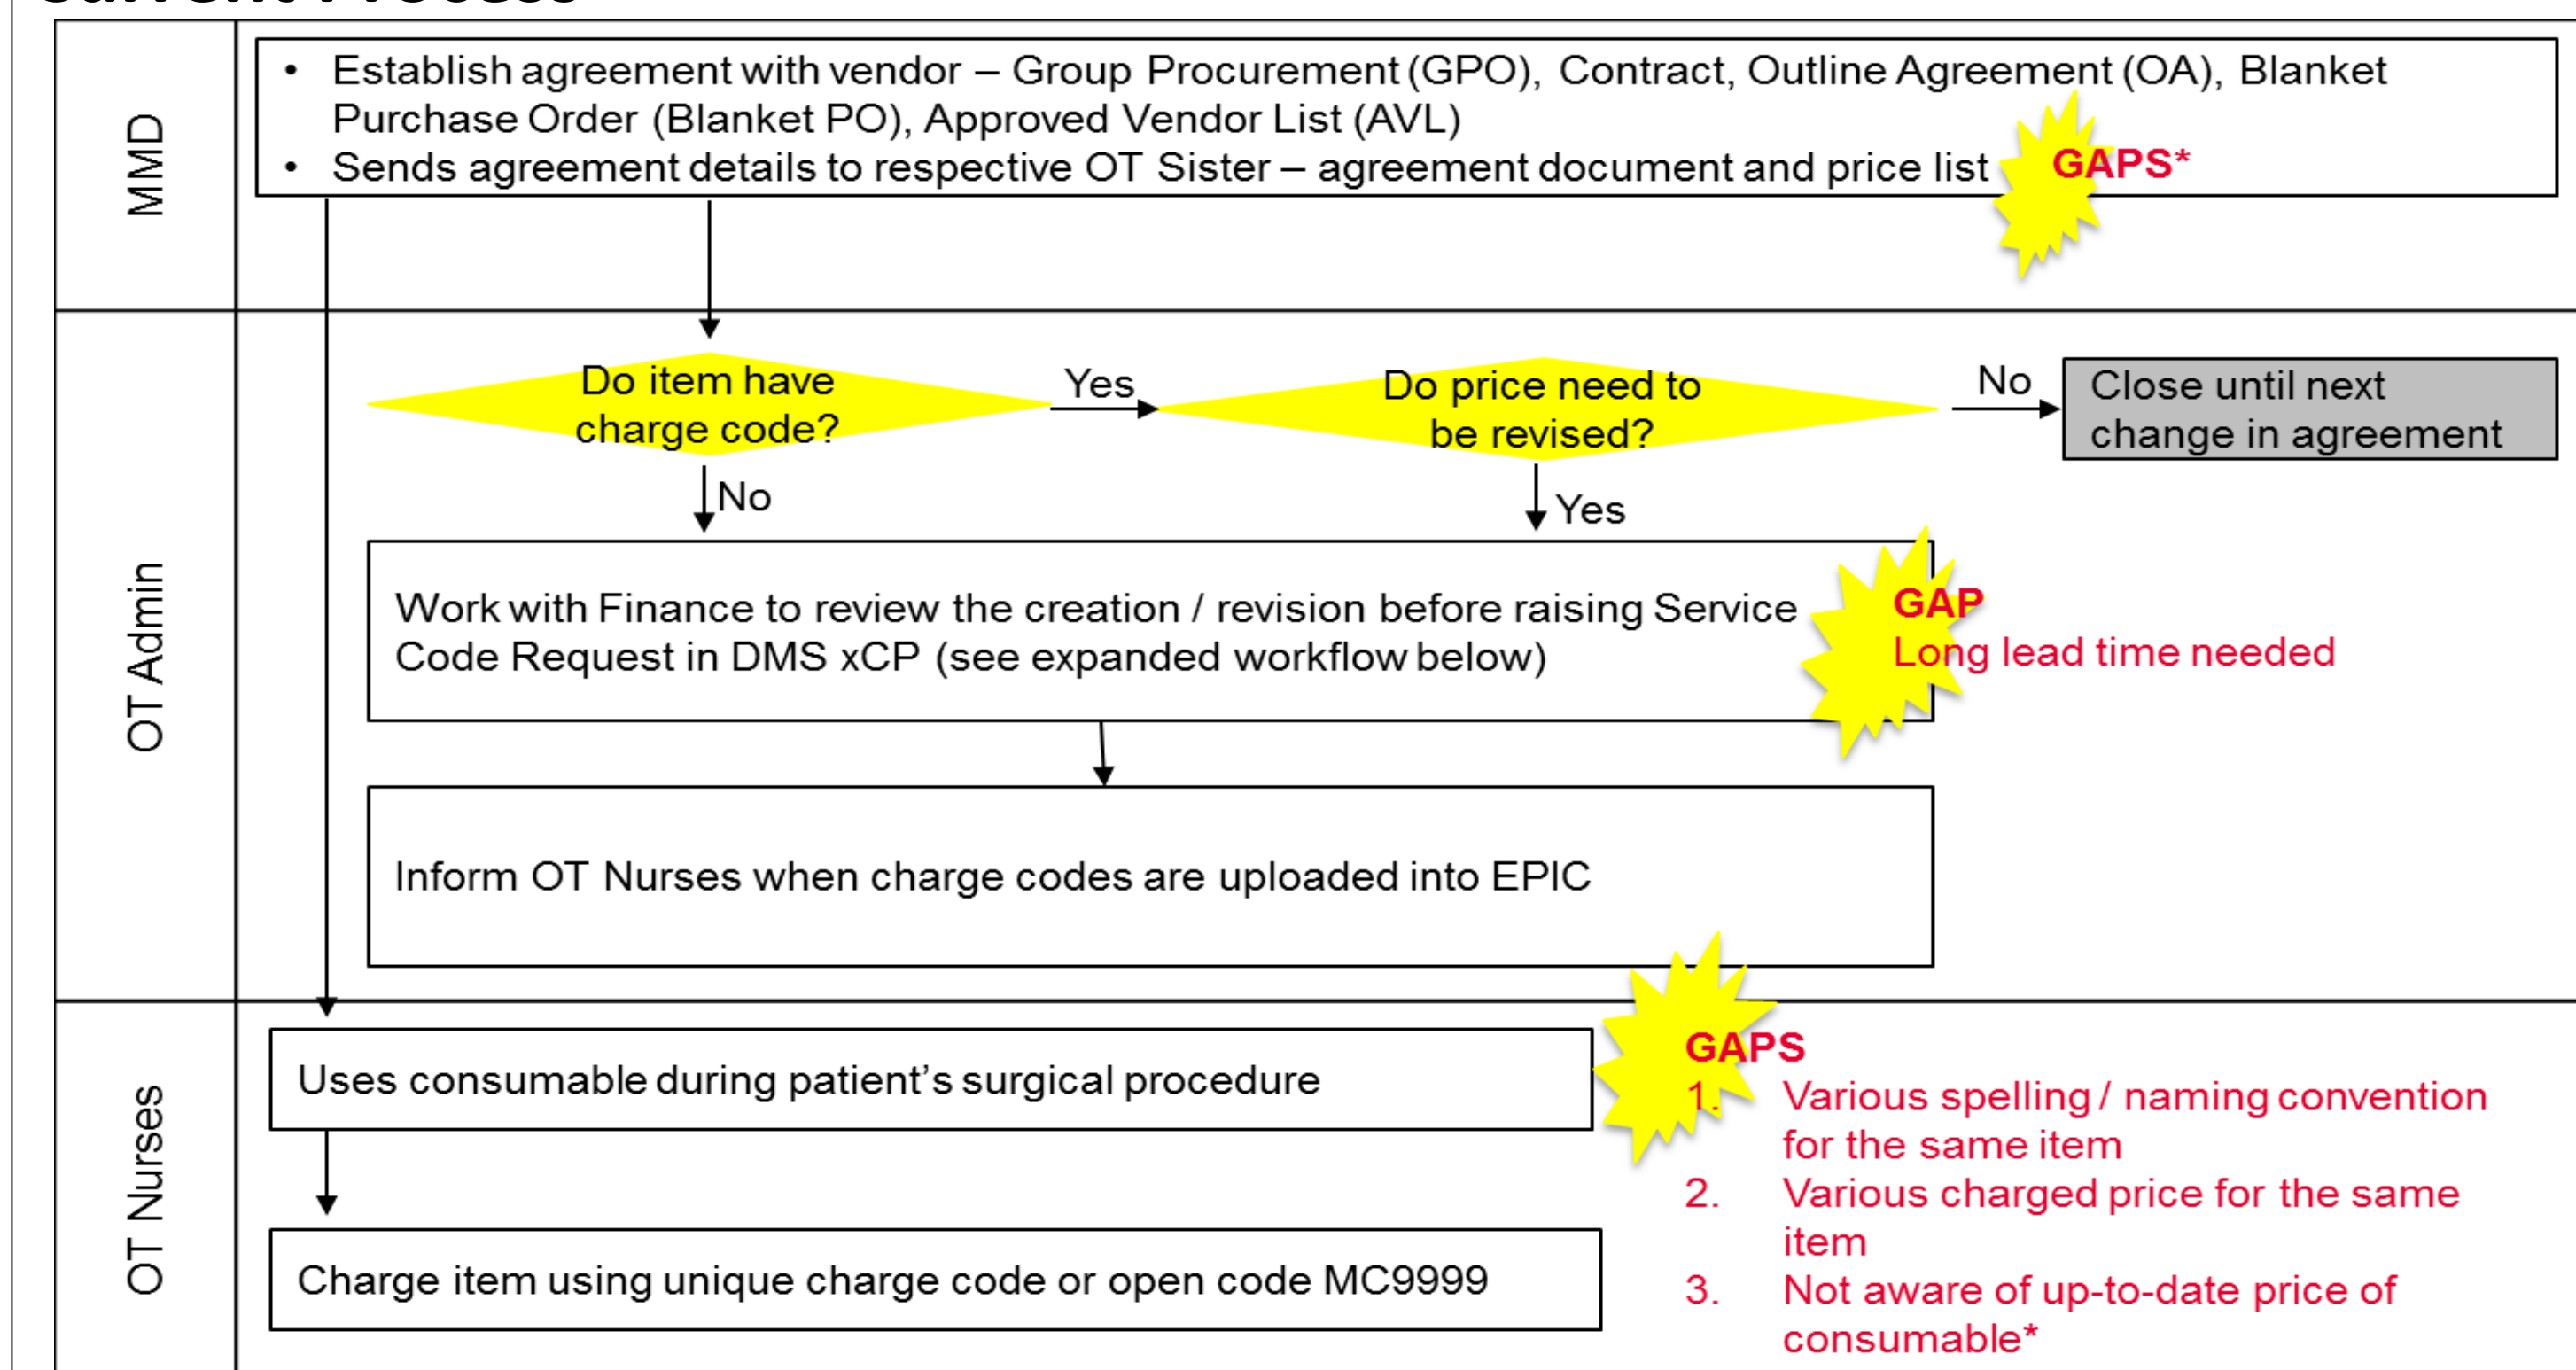 Current Process
MMD
• Establish agreement with vendor – Group Procurement (GPO), Contract, Outline Agreement (OA), Blanket
Purchase Order (Blanket PO), Approved Vendor List (AVL)
• Sends agreement details to respective OT Sister – agreement document and price list
GAPS*
OT Admin
Do item have
charge code?
Yes
Do price need to
be revised?
No
Close until next
change in agreement
No
Yes
Work with Finance to review the creation / revision before raising Service
Code Request in DMS xCP (see expanded workflow below)
GAP
Long lead time needed
Inform OT Nurses when charge codes are uploaded into EPIC
OT Nurses
Uses consumable during patient’s surgical procedure
Charge item using unique charge code or open code MC9999
GAPS
1. Various spelling / naming convention
for the same item
2. Various charged price for the same
item
3. Not aware of up-to-date price of
consumable*